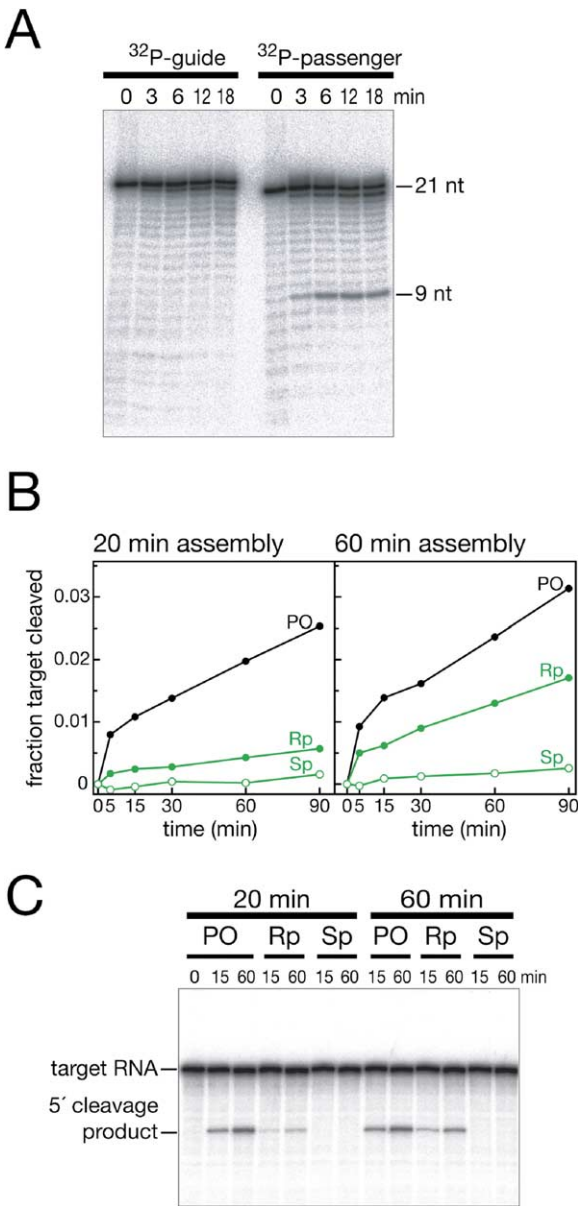 A
³²P-guide ³²P-passenger
0 3 6 12 18 0 3 6 12 18 min
21 nt
9 nt
B
20 min assembly 60 min assembly
fraction target cleaved
0.03
0.02
0.01
0
PO
Rp
Sp
PO
Rp
Sp
0 5 15 30 60 90 0 5 15 30 60 90
time (min) time (min)
C
20 min 60 min
PO Rp Sp PO Rp Sp
0 15 60 15 60 15 60 15 60 15 60 15 60 min
target RNA
5´ cleavage
product